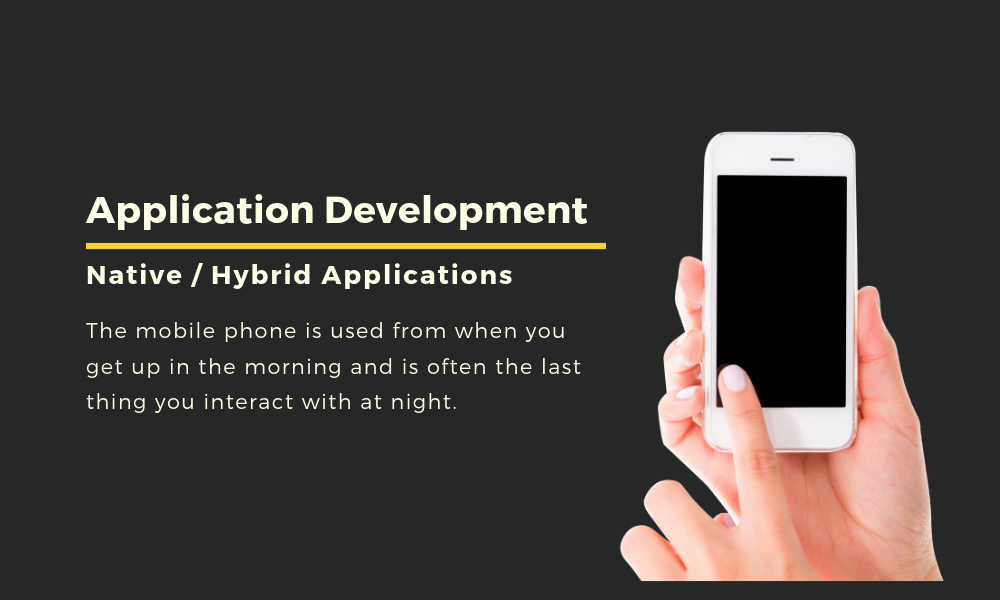 Application Development
Native / Hybrid Applications
The mobile phone is used from when you
get up in the morning and is often the last
thing you interact with at night.